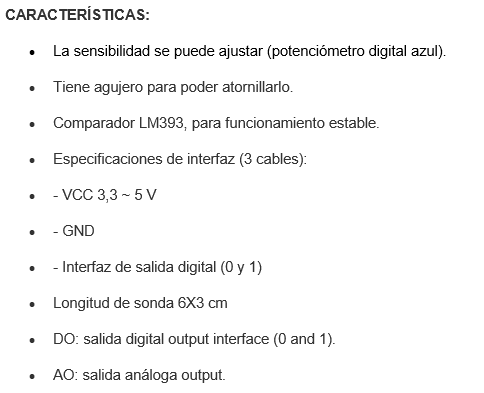 CARACTERÍSTICAS:
• La sensibilidad se puede ajustar (potenciómetro digital azul).
• Tiene agujero para poder atornillarlo.
• Comparador LM393, para funcionamiento estable.
• Especificaciones de interfaz (3 cables):
• - VCC 3,3 ~ 5 V
• - GND
• - Interfaz de salida digital (0 y 1)
• Longitud de sonda 6X3 cm
• DO: salida digital output interface (0 and 1).
• AO: salida análoga output.